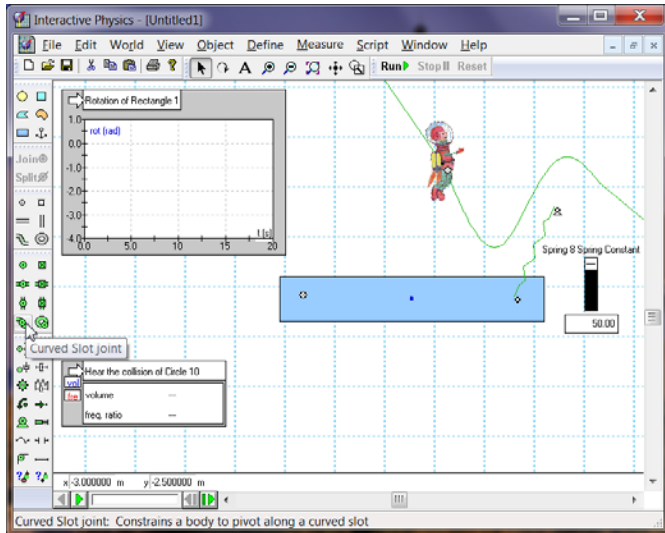 Interactive Physics - [Untitled1]
File Edit World View Object Define Measure Script Window Help
A Run Stop Reset
Rotation of Rectangle 1
rot (rad)
1.0
0.0
-1.0
-2.0
-3.0
-4.0
0.0 5.0 10 15 20
t [s]
Join
Split
Spring 8 Spring Constant
50.00
Curved Slot joint
Hear the collision of Circle 10
vol
fre
volume ---
freq. ratio ---
x -3.000000 m y -2.500000 m
Curved Slot joint: Constrains a body to pivot along a curved slot